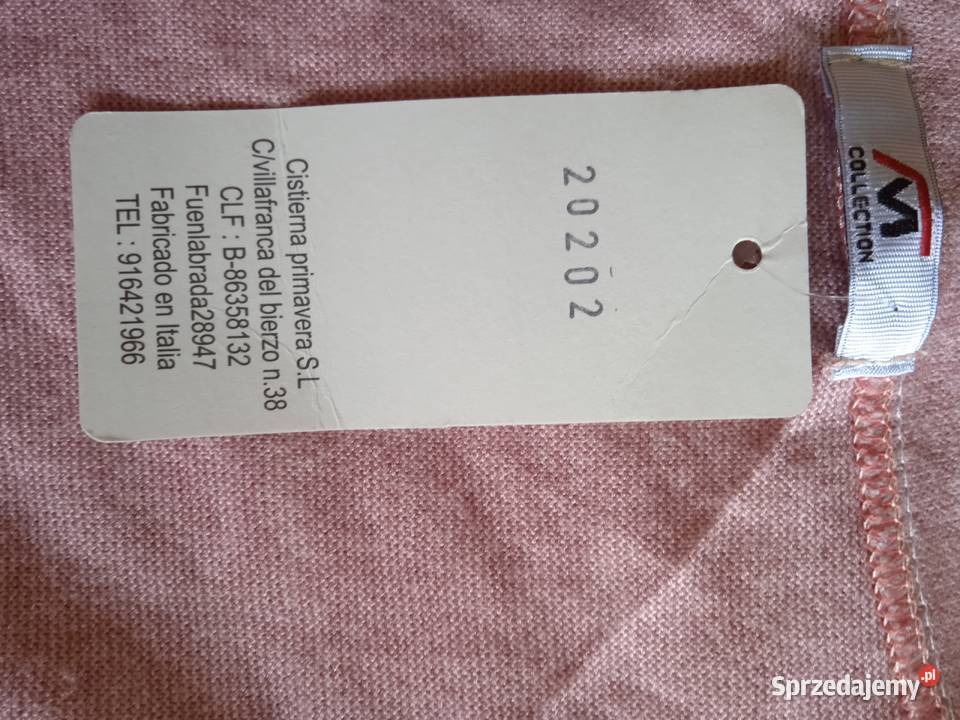 20202
Cistierna primavera S.L
C/villafranca del bierzo n.38
CLF : B-86358132
Fuenlabrada28947
Fabricado en Italia
TEL : 916421966
COLLECTION
Sprzedajemy.pl